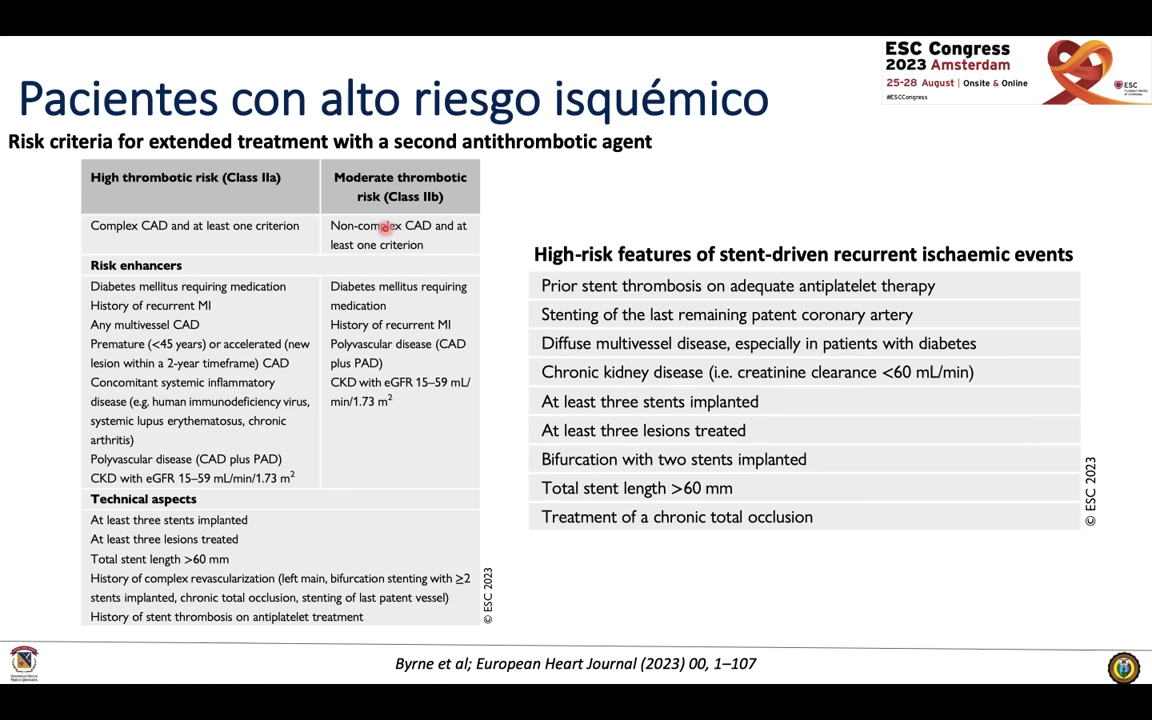 ESC Congress
2023 Amsterdam
25-28 August | Onsite & Online
#ESCCongress
ESC
Pacientes con alto riesgo isquémico
Risk criteria for extended treatment with a second antithrombotic agent
High thrombotic risk (Class IIa)
Moderate thrombotic
risk (Class IIb)
Complex CAD and at least one criterion
Non-complex CAD and at
least one criterion
Risk enhancers
Diabetes mellitus requiring medication
History of recurrent MI
Any multivessel CAD
Premature (<45 years) or accelerated (new
lesion within a 2-year timeframe) CAD
Concomitant systemic inflammatory
disease (e.g. human immunodeficiency virus,
systemic lupus erythematosus, chronic
arthritis)
Polyvascular disease (CAD plus PAD)
CKD with eGFR 15–59 mL/min/1.73 m²
Diabetes mellitus requiring
medication
History of recurrent MI
Polyvascular disease (CAD
plus PAD)
CKD with eGFR 15–59 mL/
min/1.73 m²
Technical aspects
At least three stents implanted
At least three lesions treated
Total stent length >60 mm
History of complex revascularization (left main, bifurcation stenting with ≥2
stents implanted, chronic total occlusion, stenting of last patent vessel)
History of stent thrombosis on antiplatelet treatment
© ESC 2023
High-risk features of stent-driven recurrent ischaemic events
Prior stent thrombosis on adequate antiplatelet therapy
Stenting of the last remaining patent coronary artery
Diffuse multivessel disease, especially in patients with diabetes
Chronic kidney disease (i.e. creatinine clearance <60 mL/min)
At least three stents implanted
At least three lesions treated
Bifurcation with two stents implanted
Total stent length >60 mm
Treatment of a chronic total occlusion
© ESC 2023
Byrne et al; European Heart Journal (2023) 00, 1–107